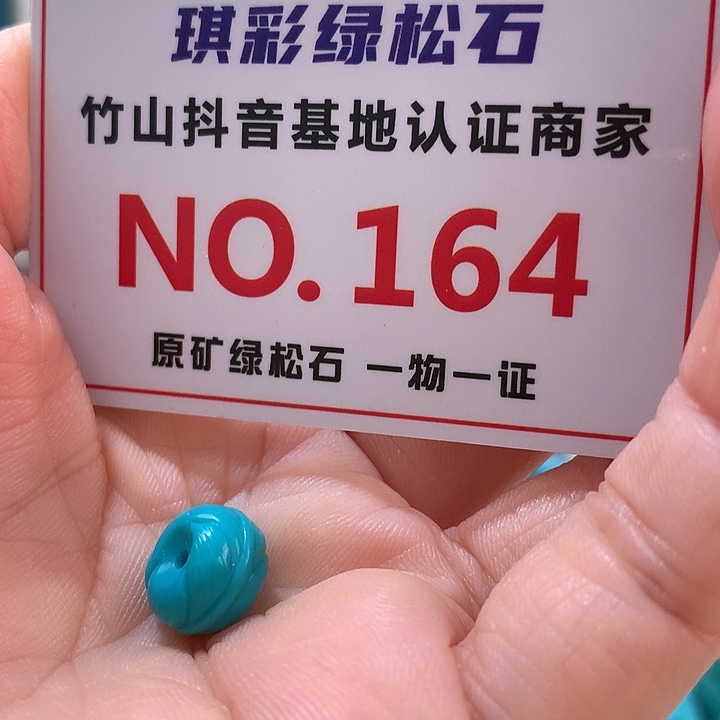 琪彩绿松石
竹山抖音基地认证商家
NO.164
原矿绿松石 一物一证